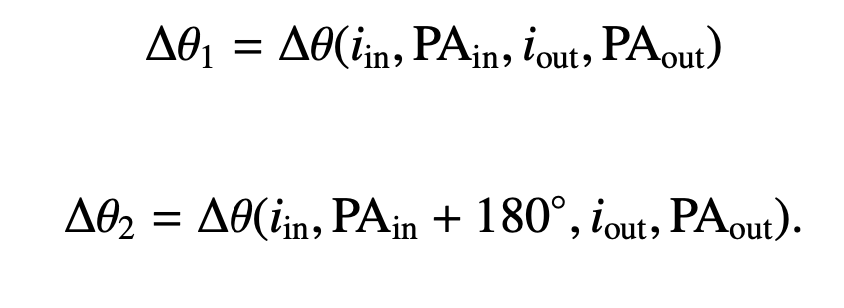 Δθ₁ = Δθ(i_in, PA_in, i_out, PA_out)
Δθ₂ = Δθ(i_in, PA_in + 180°, i_out, PA_out).